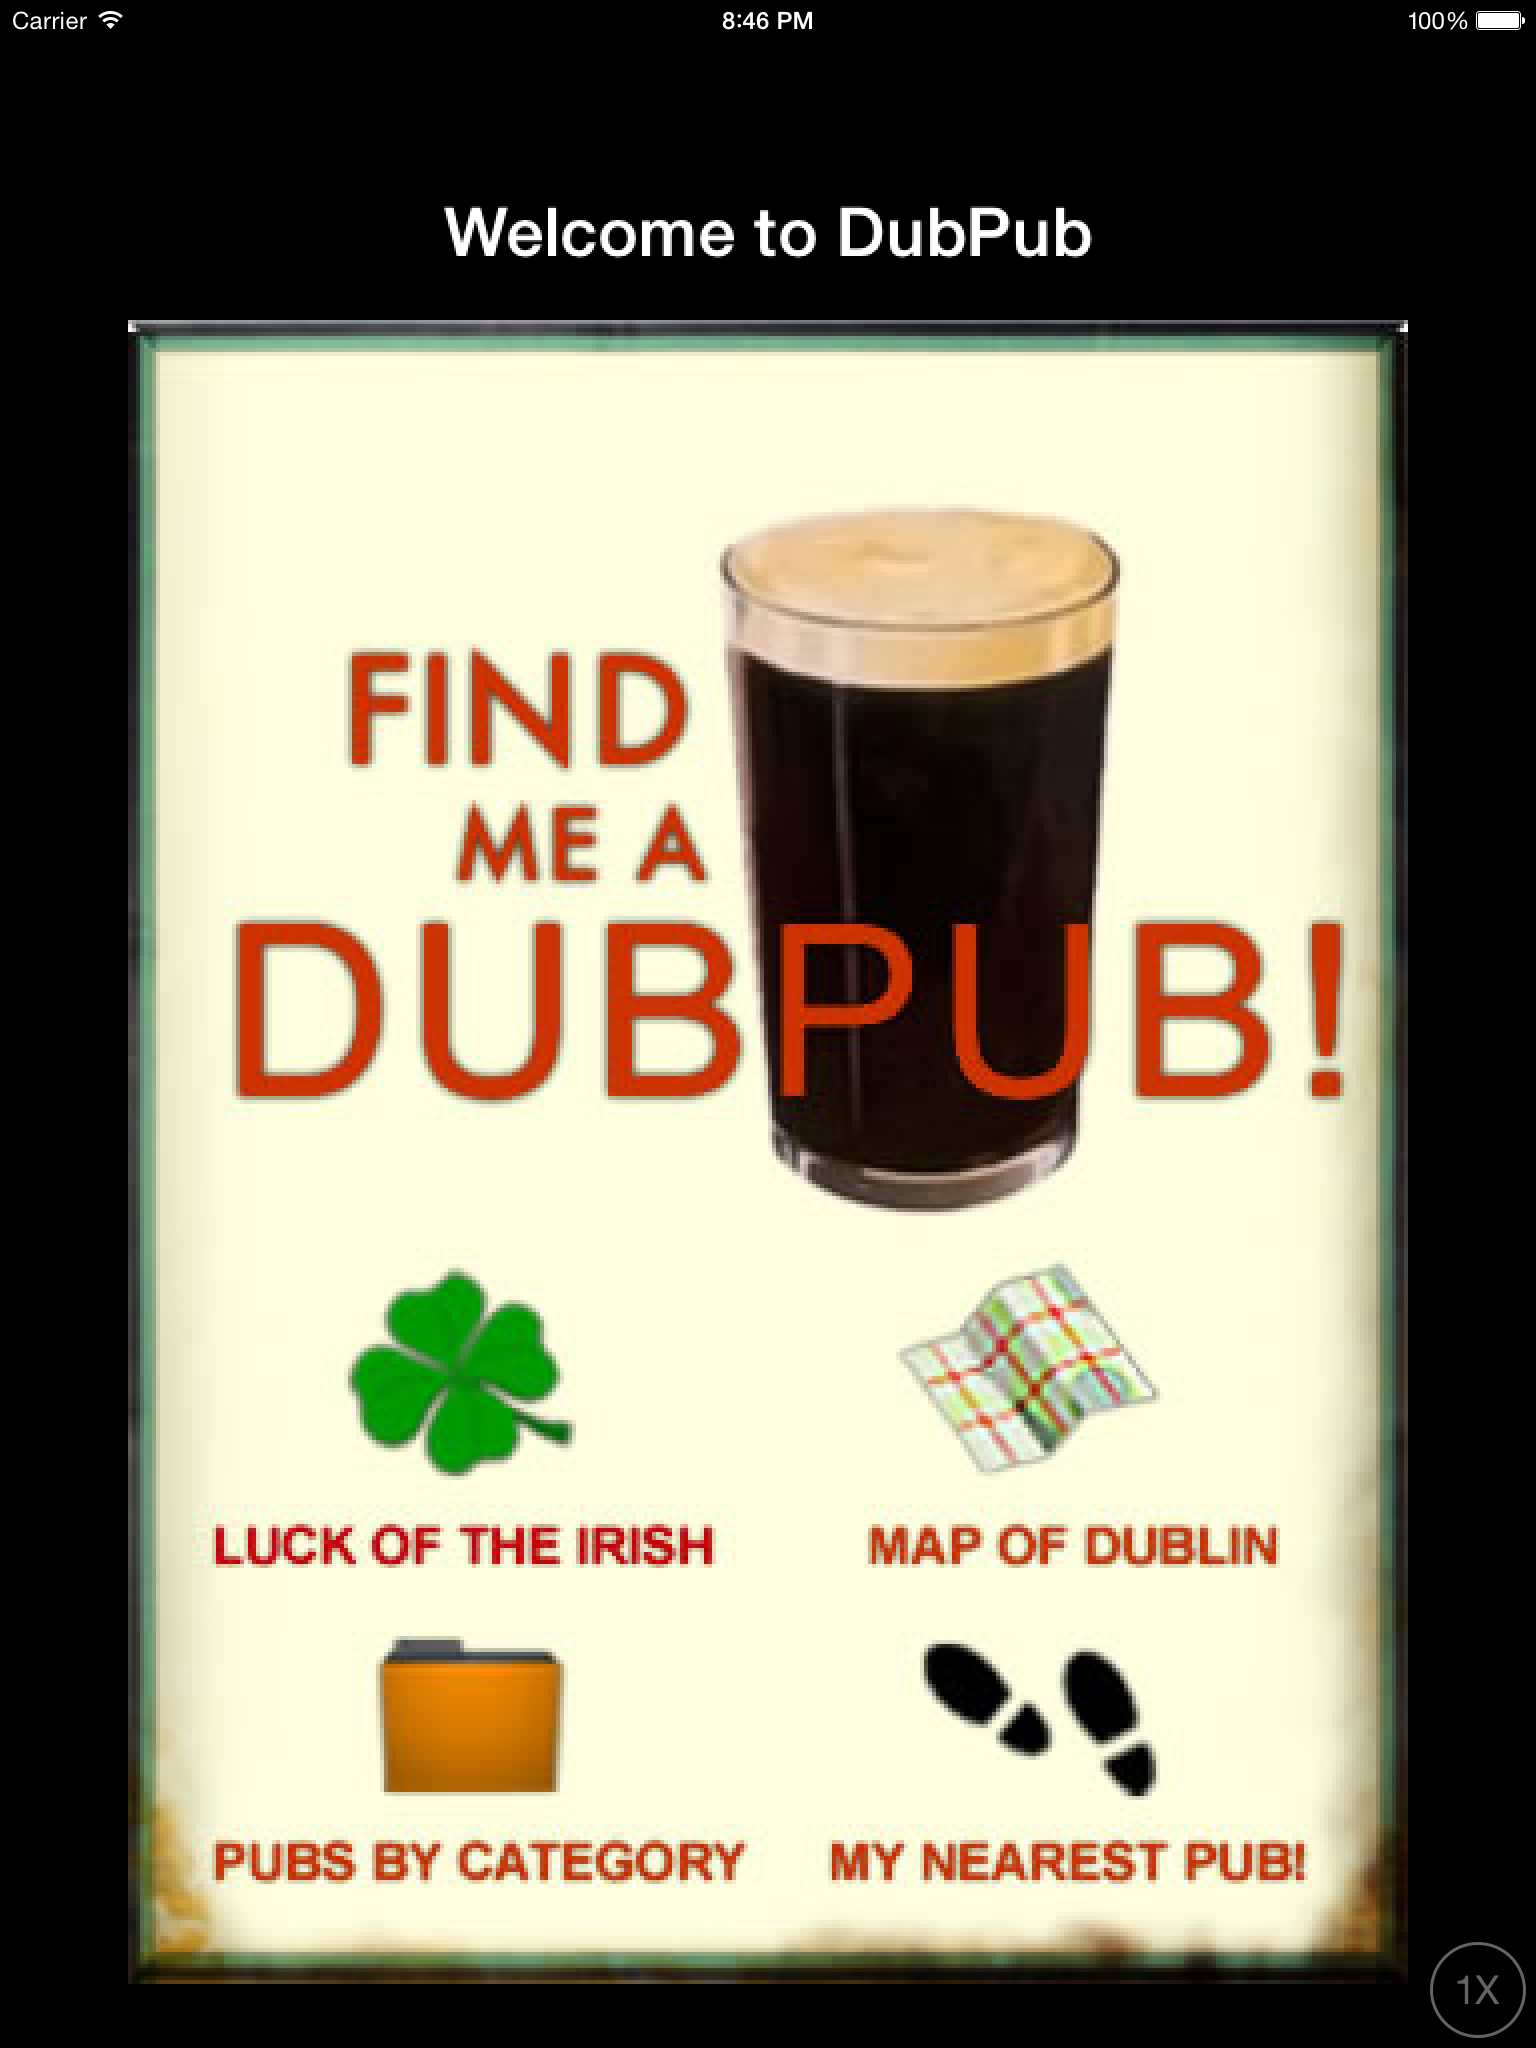 Carrier 8:46 PM 100%
Welcome to DubPub
FIND
ME A
DUBPUB!
LUCK OF THE IRISH MAP OF DUBLIN
PUBS BY CATEGORY MY NEAREST PUB!
1X